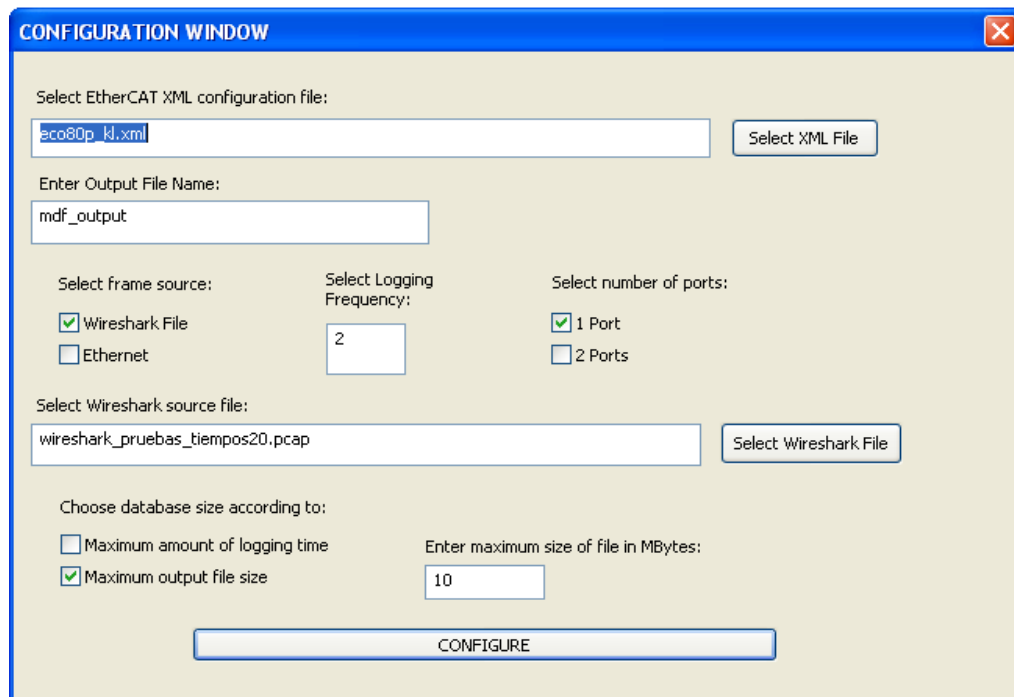 CONFIGURATION WINDOW
Select EtherCAT XML configuration file:
eco80p_kl.xml
Select XML File
Enter Output File Name:
mdf_output
Select frame source:
Wireshark File
Ethernet
Select Logging
Frequency:
2
Select number of ports:
1 Port
2 Ports
Select Wireshark source file:
wireshark_pruebas_tiempos20.pcap
Select Wireshark File
Choose database size according to:
Maximum amount of logging time
Maximum output file size
Enter maximum size of file in MBytes:
10
CONFIGURE